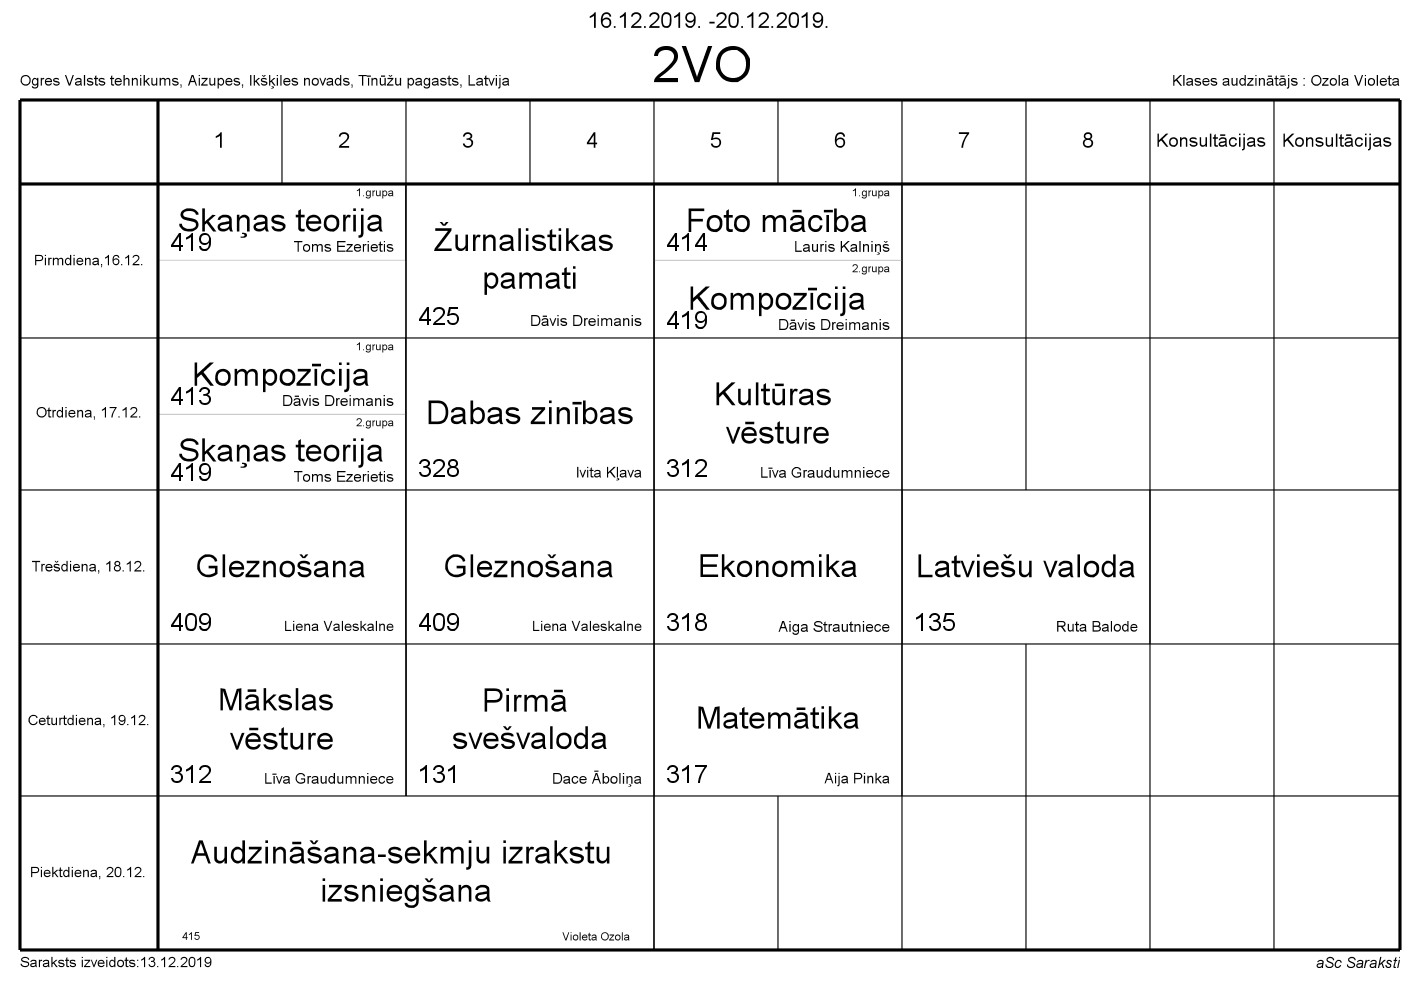 16.12.2019. -20.12.2019.
2VO
Ogres Valsts tehnikums, Aizupes, Ikšķiles novads, Tīnūžu pagasts, Latvija
Klases audzinātājs : Ozola Violeta
1 2 3 4 5 6 7 8 Konsultācijas Konsultācijas
Pirmdiena,16.12.
1.grupa
Skaņas teorija
419 Toms Ezerietis
Žurnalistikas
pamati
425 Dāvis Dreimanis
1.grupa
Foto mācība
414 Lauris Kalniņš
2.grupa
Kompozīcija
419 Dāvis Dreimanis
Otrdiena, 17.12.
1.grupa
Kompozīcija
413 Dāvis Dreimanis
2.grupa
Skaņas teorija
419 Toms Ezerietis
Dabas zinības
328 Ivita Kļava
Kultūras
vēsture
312 Līva Graudumniece
Trešdiena, 18.12.
Gleznošana
409 Liena Valeskalne
Gleznošana
409 Liena Valeskalne
Ekonomika
318 Aiga Strautniece
Latviešu valoda
135 Ruta Balode
Ceturtdiena, 19.12.
Mākslas
vēsture
312 Līva Graudumniece
Pirmā
svešvaloda
131 Dace Āboliņa
Matemātika
317 Aija Pinka
Piektdiena, 20.12.
Audzināšana-sekmju izrakstu
izsniegšana
415 Violeta Ozola
Saraksts izveidots:13.12.2019
aSc Saraksti